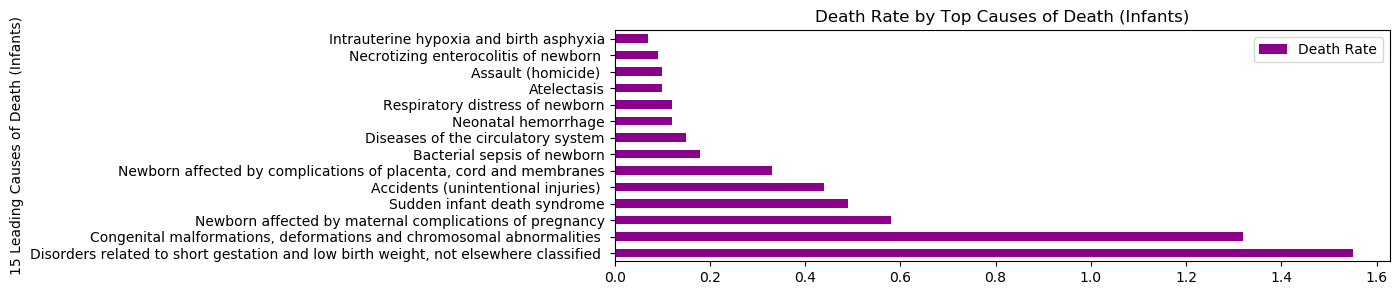 Death Rate by Top Causes of Death (Infants)
15 Leading Causes of Death (Infants)
Death Rate
Intrauterine hypoxia and birth asphyxia
Necrotizing enterocolitis of newborn
Assault (homicide)
Atelectasis
Respiratory distress of newborn
Neonatal hemorrhage
Diseases of the circulatory system
Bacterial sepsis of newborn
Newborn affected by complications of placenta, cord and membranes
Accidents (unintentional injuries)
Sudden infant death syndrome
Newborn affected by maternal complications of pregnancy
Congenital malformations, deformations and chromosomal abnormalities
Disorders related to short gestation and low birth weight, not elsewhere classified
0.0 0.2 0.4 0.6 0.8 1.0 1.2 1.4 1.6